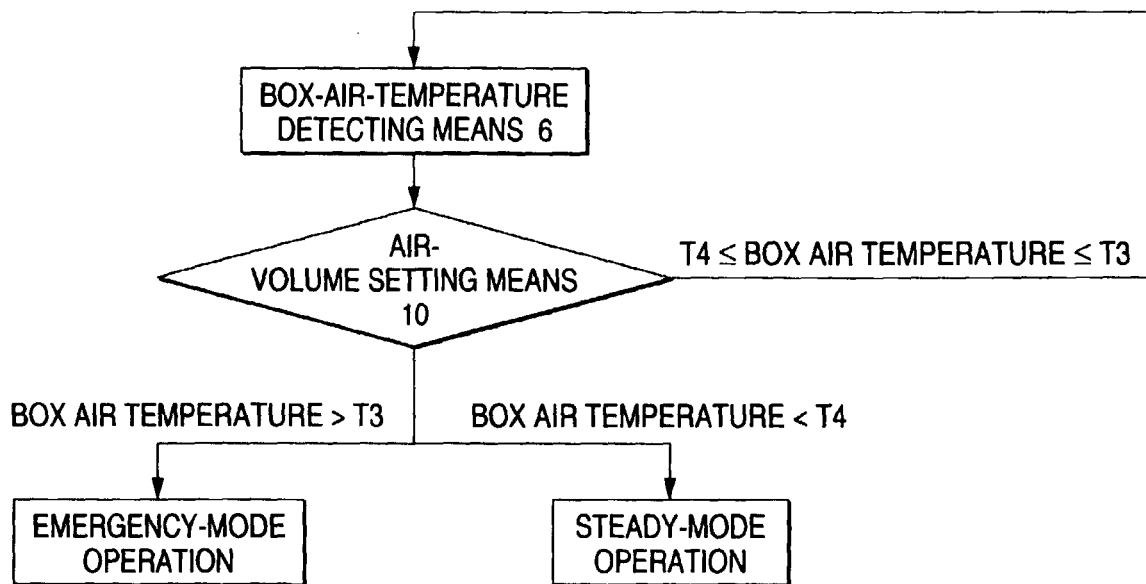 BOX-AIR-TEMPERATURE
DETECTING MEANS 6
AIR-
VOLUME SETTING MEANS
10
T4 ≤ BOX AIR TEMPERATURE ≤ T3
BOX AIR TEMPERATURE > T3
BOX AIR TEMPERATURE < T4
EMERGENCY-MODE
OPERATION
STEADY-MODE
OPERATION